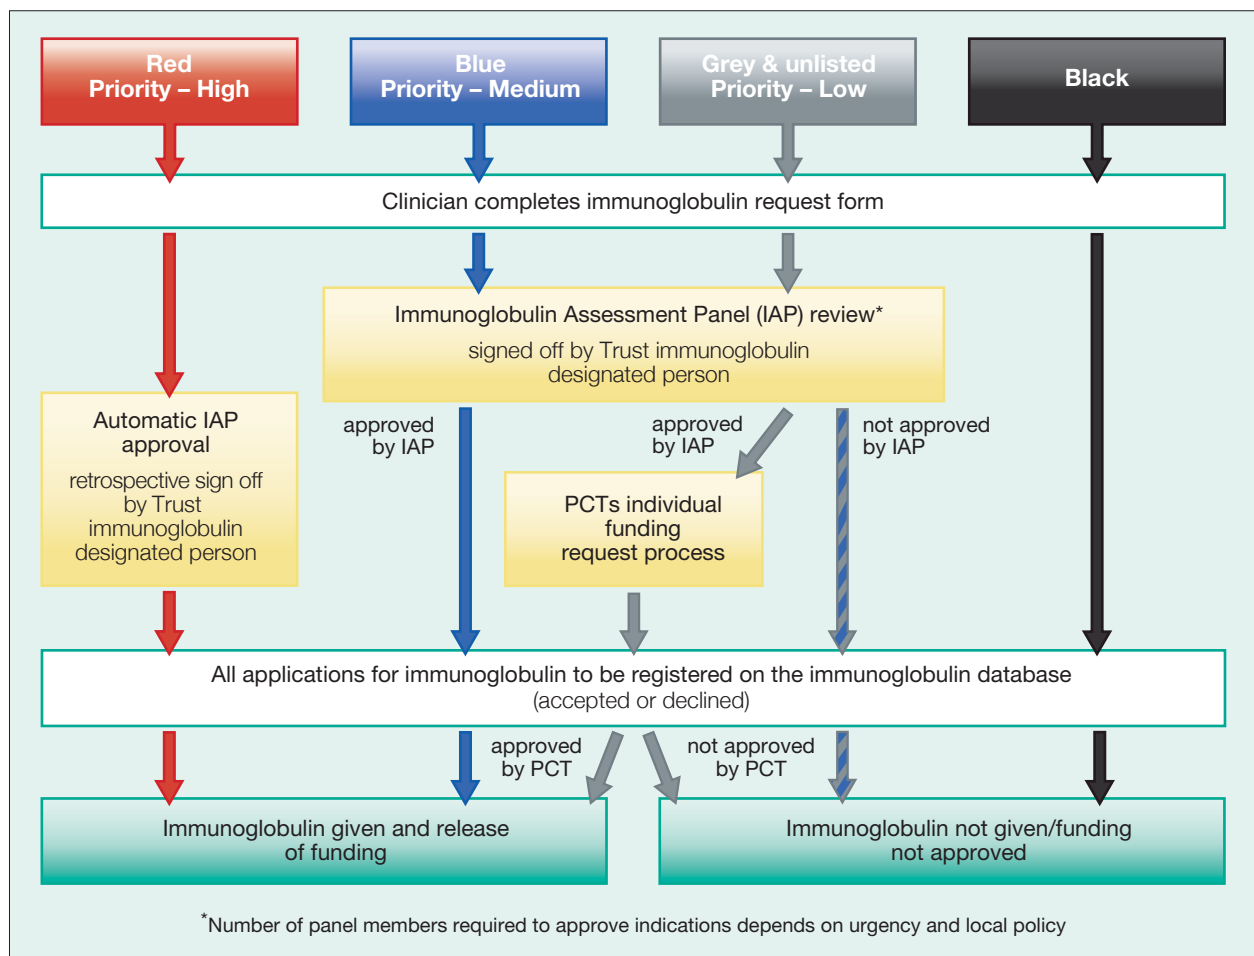 Red
Priority – High
Blue
Priority – Medium
Grey & unlisted
Priority – Low
Black
Clinician completes immunoglobulin request form
Immunoglobulin Assessment Panel (IAP) review*
signed off by Trust immunoglobulin
designated person
Automatic IAP
approval
retrospective sign off
by Trust
immunoglobulin
designated person
approved
by IAP
approved
by IAP
not approved
by IAP
PCTs individual
funding
request process
All applications for immunoglobulin to be registered on the immunoglobulin database
(accepted or declined)
approved
by PCT
not approved
by PCT
Immunoglobulin given and release
of funding
Immunoglobulin not given/funding
not approved
*Number of panel members required to approve indications depends on urgency and local policy